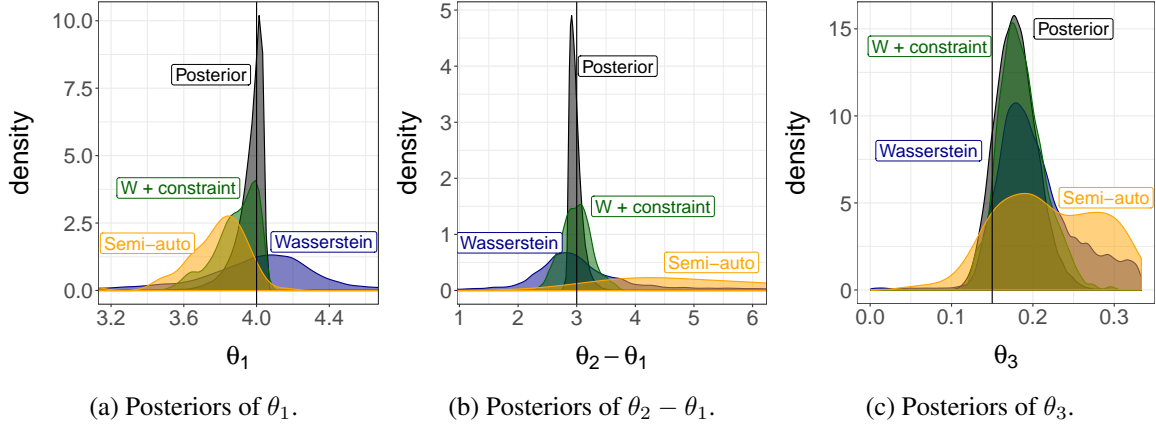 density
10.0
7.5
5.0
2.5
0.0
Posterior
W + constraint
Semi−auto
Wasserstein
3.2 3.6 4.0 4.4
θ1
(a) Posteriors of θ1.
density
5
4
3
2
1
0
Posterior
W + constraint
Wasserstein
Semi−auto
1 2 3 4 5 6
θ2 − θ1
(b) Posteriors of θ2 − θ1.
density
15
10
5
0
Posterior
W + constraint
Wasserstein
Semi−auto
0.0 0.1 0.2 0.3
θ3
(c) Posteriors of θ3.